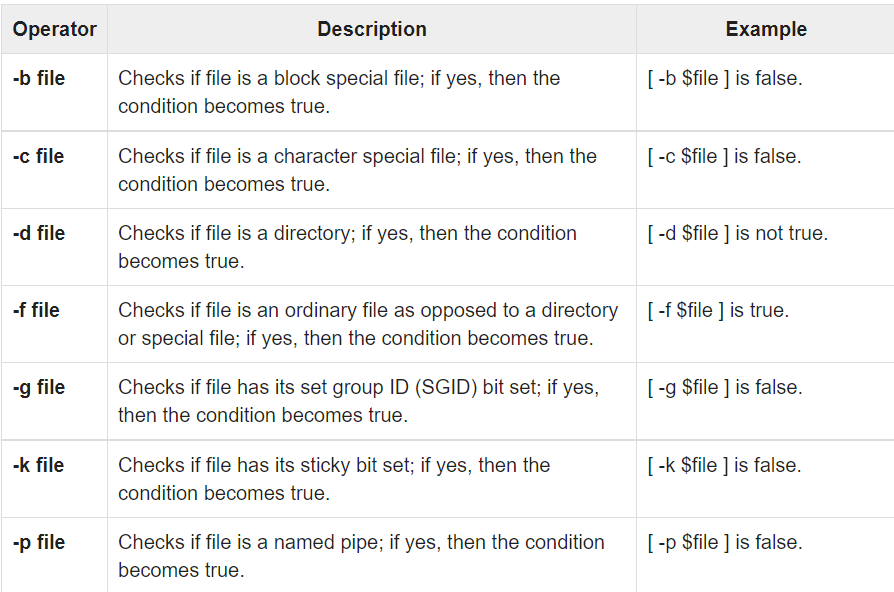 Operator Description Example
-b file Checks if file is a block special file; if yes, then the [ -b $file ] is false.
condition becomes true.
-c file Checks if file is a character special file; if yes, then the [ -c $file ] is false.
condition becomes true.
-d file Checks if file is a directory; if yes, then the condition [ -d $file ] is not true.
becomes true.
-f file Checks if file is an ordinary file as opposed to a directory [ -f $file ] is true.
or special file; if yes, then the condition becomes true.
-g file Checks if file has its set group ID (SGID) bit set; if yes, [ -g $file ] is false.
then the condition becomes true.
-k file Checks if file has its sticky bit set; if yes, then the [ -k $file ] is false.
condition becomes true.
-p file Checks if file is a named pipe; if yes, then the condition [ -p $file ] is false.
becomes true.